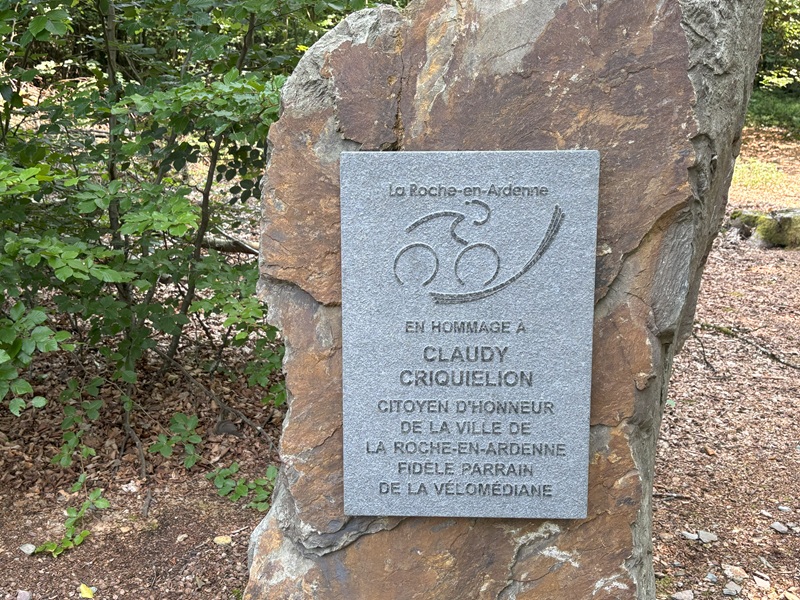 La Roche-en-Ardenne
EN HOMMAGE À
CLAUDY
CRIQUIELION
CITOYEN D'HONNEUR
DE LA VILLE DE
LA ROCHE-EN-ARDENNE
FIDÈLE PARRAIN
DE LA VÉLOMÉDIANE